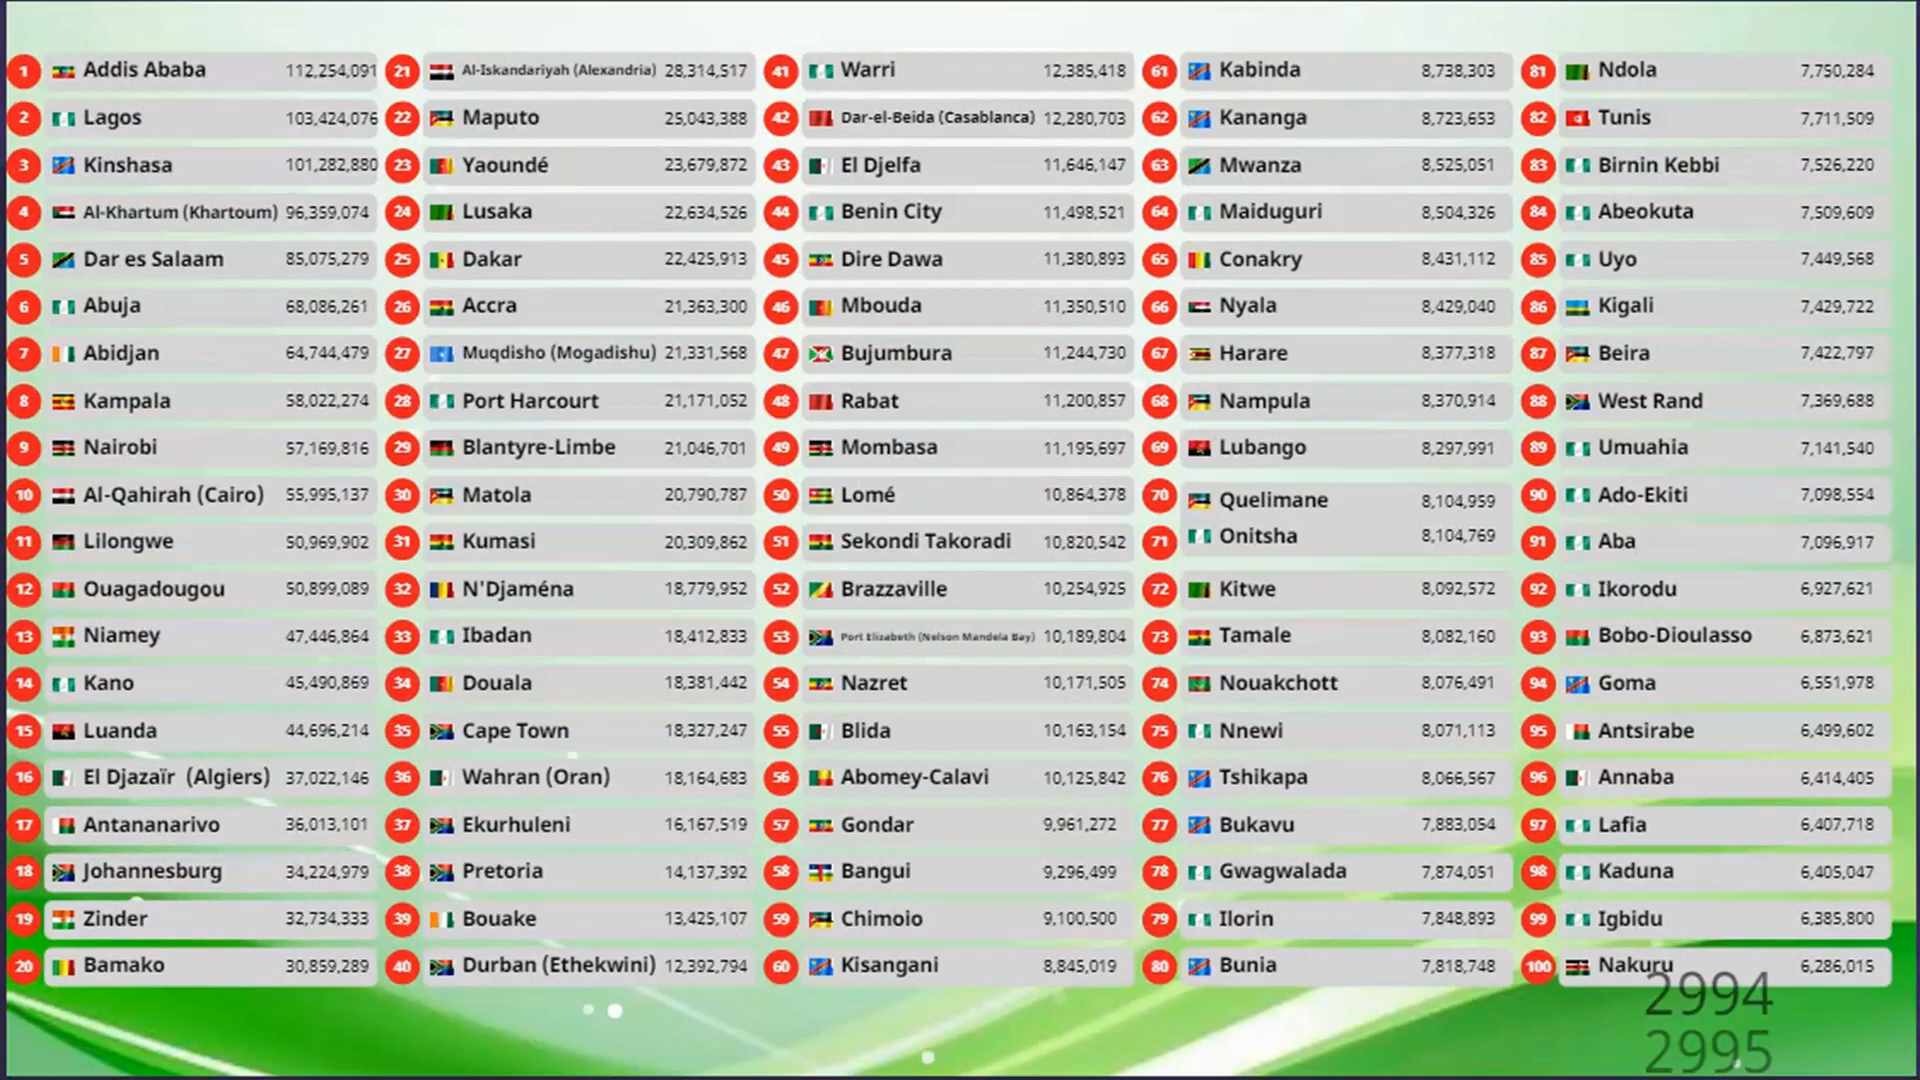 1 Addis Ababa 112,254,091
2 Lagos 103,424,076
3 Kinshasa 101,282,880
4 Al-Khartum (Khartoum) 96,359,074
5 Dar es Salaam 85,075,279
6 Abuja 68,086,261
7 Abidjan 64,744,479
8 Kampala 58,022,274
9 Nairobi 57,169,816
10 Al-Qahirah (Cairo) 55,995,137
11 Lilongwe 50,969,902
12 Ouagadougou 50,899,089
13 Niamey 47,446,864
14 Kano 45,490,869
15 Luanda 44,696,214
16 El Djazaïr (Algiers) 37,022,146
17 Antananarivo 36,013,101
18 Johannesburg 34,224,979
19 Zinder 32,734,333
20 Bamako 30,859,289
21 Al-Iskandariyah (Alexandria) 28,314,517
22 Maputo 25,043,388
23 Yaoundé 23,679,872
24 Lusaka 22,634,526
25 Dakar 22,425,913
26 Accra 21,363,300
27 Muqdisho (Mogadishu) 21,331,568
28 Port Harcourt 21,171,052
29 Blantyre-Limbe 21,046,701
30 Matola 20,790,787
31 Kumasi 20,309,862
32 N'Djaména 18,779,952
33 Ibadan 18,412,833
34 Douala 18,381,442
35 Cape Town 18,327,247
36 Wahran (Oran) 18,164,683
37 Ekurhuleni 16,167,519
38 Pretoria 14,137,392
39 Bouake 13,425,107
40 Durban (Ethekwini) 12,392,794
41 Warri 12,385,418
42 Dar-el-Beida (Casablanca) 12,280,703
43 El Djelfa 11,646,147
44 Benin City 11,498,521
45 Dire Dawa 11,380,893
46 Mbouda 11,350,510
47 Bujumbura 11,244,730
48 Rabat 11,200,857
49 Mombasa 11,195,697
50 Lomé 10,864,378
51 Sekondi Takoradi 10,820,542
52 Brazzaville 10,254,925
53 Port Elizabeth (Nelson Mandela Bay) 10,189,804
54 Nazret 10,171,505
55 Blida 10,163,154
56 Abomey-Calavi 10,125,842
57 Gondar 9,961,272
58 Bangui 9,296,499
59 Chimoio 9,100,500
60 Kisangani 8,845,019
61 Kabinda 8,738,303
62 Kananga 8,723,653
63 Mwanza 8,525,051
64 Maiduguri 8,504,326
65 Conakry 8,431,112
66 Nyala 8,429,040
67 Harare 8,377,318
68 Nampula 8,370,914
69 Lubango 8,297,991
70 Quelimane 8,104,959
71 Onitsha 8,104,769
72 Kitwe 8,092,572
73 Tamale 8,082,160
74 Nouakchott 8,076,491
75 Nnewi 8,071,113
76 Tshikapa 8,066,567
77 Bukavu 7,883,054
78 Gwagwalada 7,874,051
79 Ilorin 7,848,893
80 Bunia 7,818,748
81 Ndola 7,750,284
82 Tunis 7,711,509
83 Birnin Kebbi 7,526,220
84 Abeokuta 7,509,609
85 Uyo 7,449,568
86 Kigali 7,429,722
87 Beira 7,422,797
88 West Rand 7,369,688
89 Umuahia 7,141,540
90 Ado-Ekiti 7,098,554
91 Aba 7,096,917
92 Ikorodu 6,927,621
93 Bobo-Dioulasso 6,873,621
94 Goma 6,551,978
95 Antsirabe 6,499,602
96 Annaba 6,414,405
97 Lafia 6,407,718
98 Kaduna 6,405,047
99 Igbidu 6,385,800
100 Nakuru 6,286,015
2994
2995